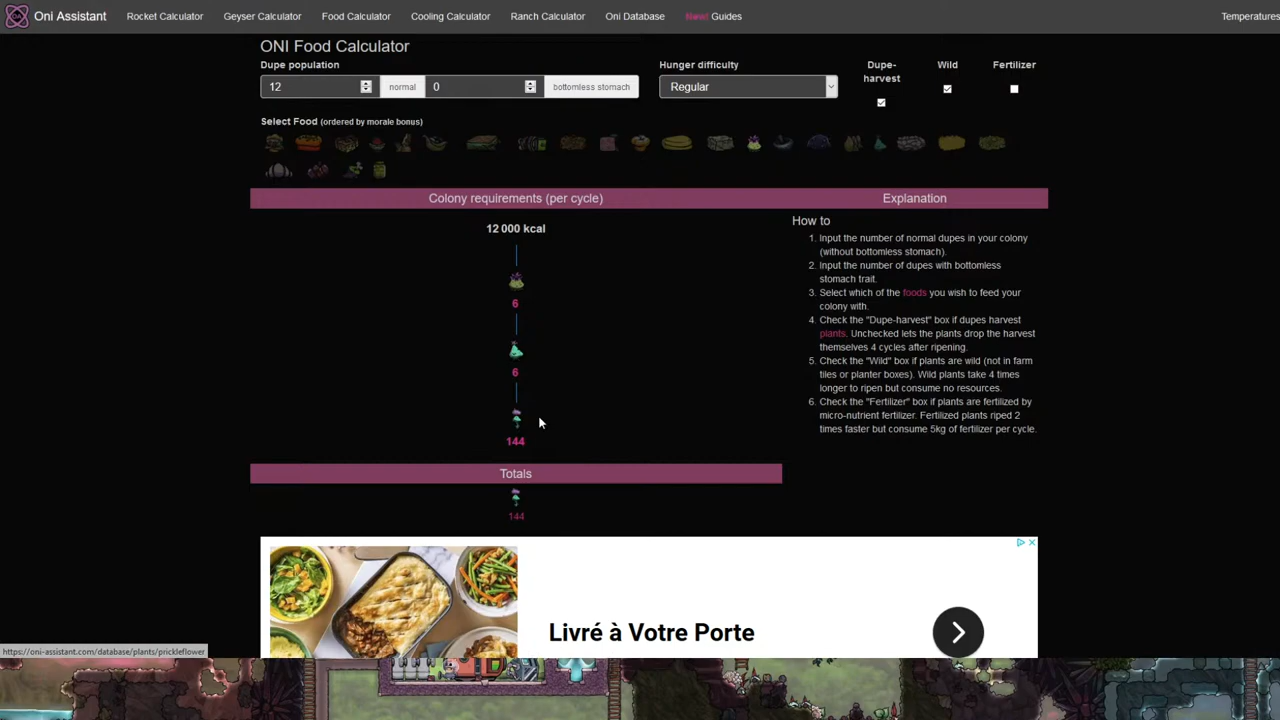 Oni Assistant Rocket Calculator Geyser Calculator Food Calculator Cooling Calculator Ranch Calculator Oni Database New! Guides Temperatures
ONI Food Calculator
Dupe population
12 normal 0 bottomless stomach
Hunger difficulty
Regular
Dupe-
harvest
Wild
Fertilizer
Select Food (ordered by morale bonus)
Colony requirements (per cycle)
12 000 kcal
6
6
144
Totals
144
Explanation
How to
1. Input the number of normal dupes in your colony
(without bottomless stomach).
2. Input the number of dupes with bottomless
stomach trait.
3. Select which of the foods you wish to feed your
colony with.
4. Check the "Dupe-harvest" box if dupes harvest
plants. Unchecked lets the plants drop the harvest
themselves 4 cycles after ripening.
5. Check the "Wild" box if plants are wild (not in farm
tiles or planter boxes). Wild plants take 4 times
longer to ripen but consume no resources.
6. Check the "Fertilizer" box if plants are fertilized by
micro-nutrient fertilizer. Fertilized plants riped 2
times faster but consume 5kg of fertilizer per cycle.
Livré à Votre Porte
https://oni-assistant.com/database/plants/prickleflower